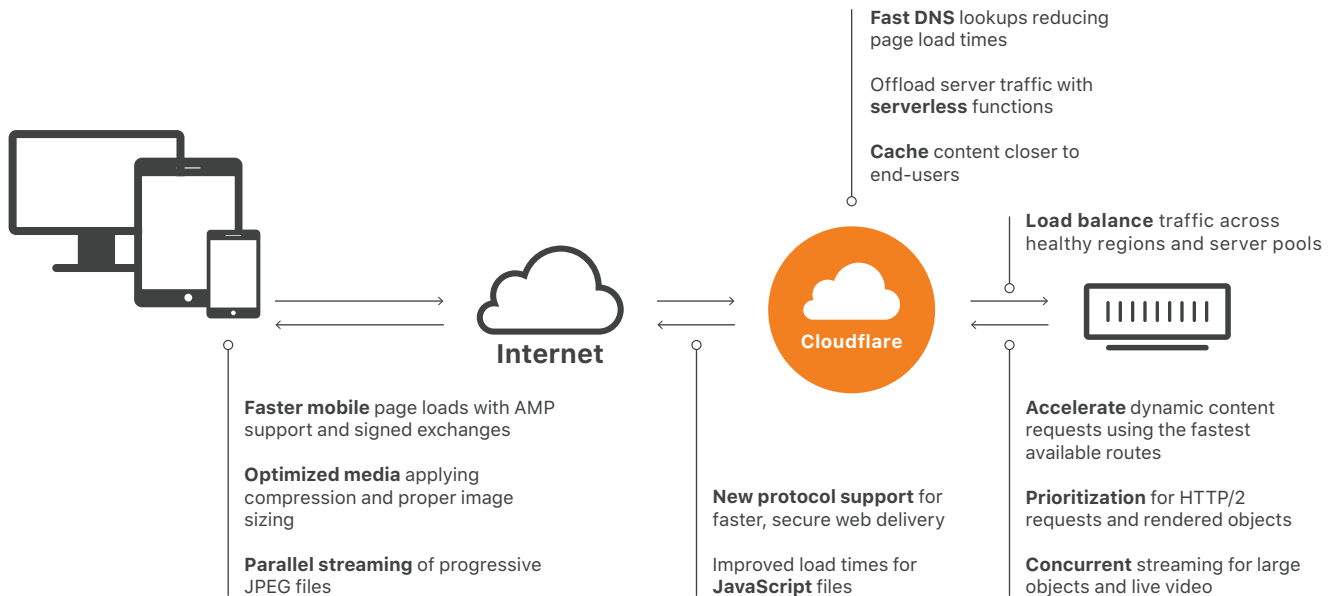 Fast DNS lookups reducing
page load times
Offload server traffic with
serverless functions
Cache content closer to
end-users
Load balance traffic across
healthy regions and server pools
Internet
Cloudflare
Faster mobile page loads with AMP
support and signed exchanges
Optimized media applying
compression and proper image
sizing
Parallel streaming of progressive
JPEG files
New protocol support for
faster, secure web delivery
Improved load times for
JavaScript files
Accelerate dynamic content
requests using the fastest
available routes
Prioritization for HTTP/2
requests and rendered objects
Concurrent streaming for large
objects and live video